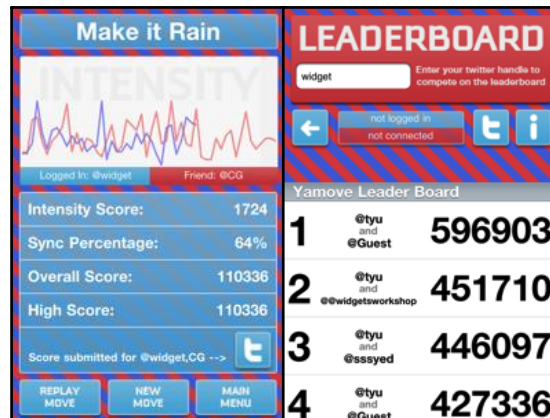 Make it Rain
INTENSITY
Logged In: @widget
Friend: @CG
Intensity Score: 1724
Sync Percentage: 64%
Overall Score: 110336
High Score: 110336
Score submitted for @widget,CG -->
REPLAY MOVE
NEW MOVE
MAIN MENU
LEADERBOARD
widget
Enter your twitter handle to
compete on the leaderboard
not logged in
not connected
Yamove Leader Board
1 @tyu and @Guest 596903
2 @tyu and @@widgetsworkshop 451710
3 @tyu and @sssyed 446097
4 @tyu and @Guest 427336